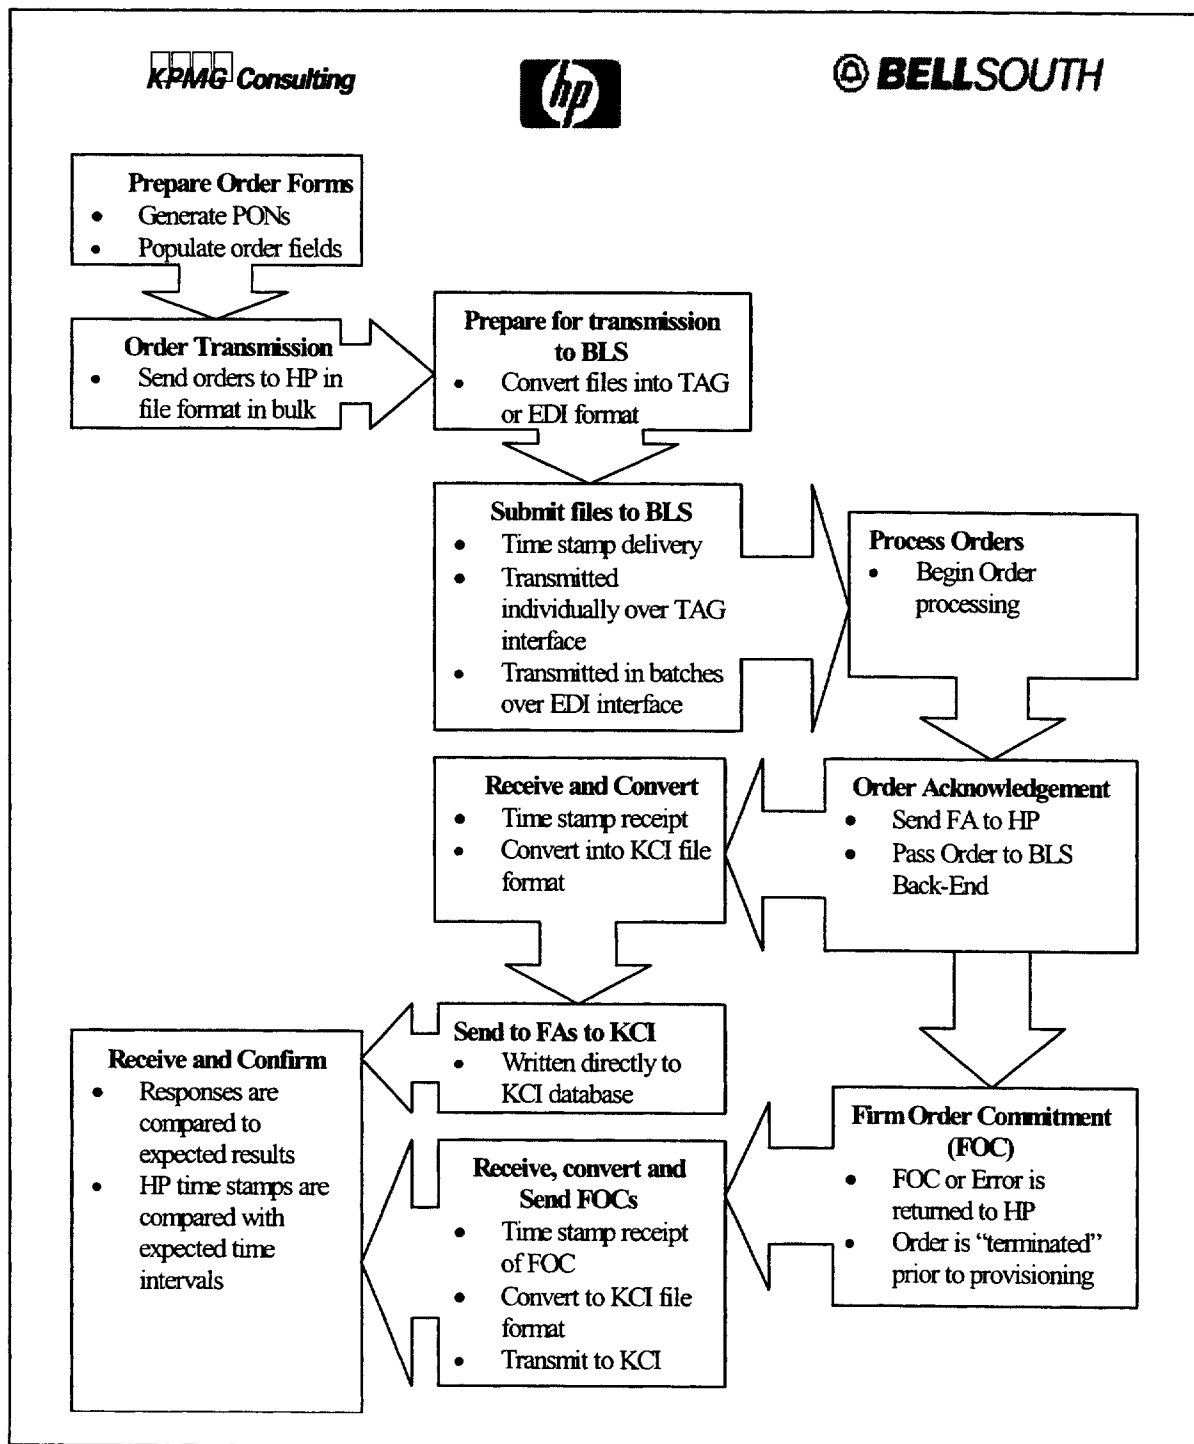 KPMG Consulting
hp
BELLSOUTH
Prepare Order Forms
• Generate PONs
• Populate order fields
Order Transmission
• Send orders to HP in
file format in bulk
Prepare for transmission
to BLS
• Convert files into TAG
or EDI format
Submit files to BLS
• Time stamp delivery
• Transmitted
individually over TAG
interface
• Transmitted in batches
over EDI interface
Process Orders
• Begin Order
processing
Order Acknowledgement
• Send FA to HP
• Pass Order to BLS
Back-End
Receive and Convert
• Time stamp receipt
• Convert into KCI file
format
Send to FAs to KCI
• Written directly to
KCI database
Receive and Confirm
• Responses are
compared to
expected results
• HP time stamps are
compared with
expected time
intervals
Firm Order Commitment
(FOC)
• FOC or Error is
returned to HP
• Order is “terminated”
prior to provisioning
Receive, convert and
Send FOCs
• Time stamp receipt
of FOC
• Convert to KCI file
format
• Transmit to KCI